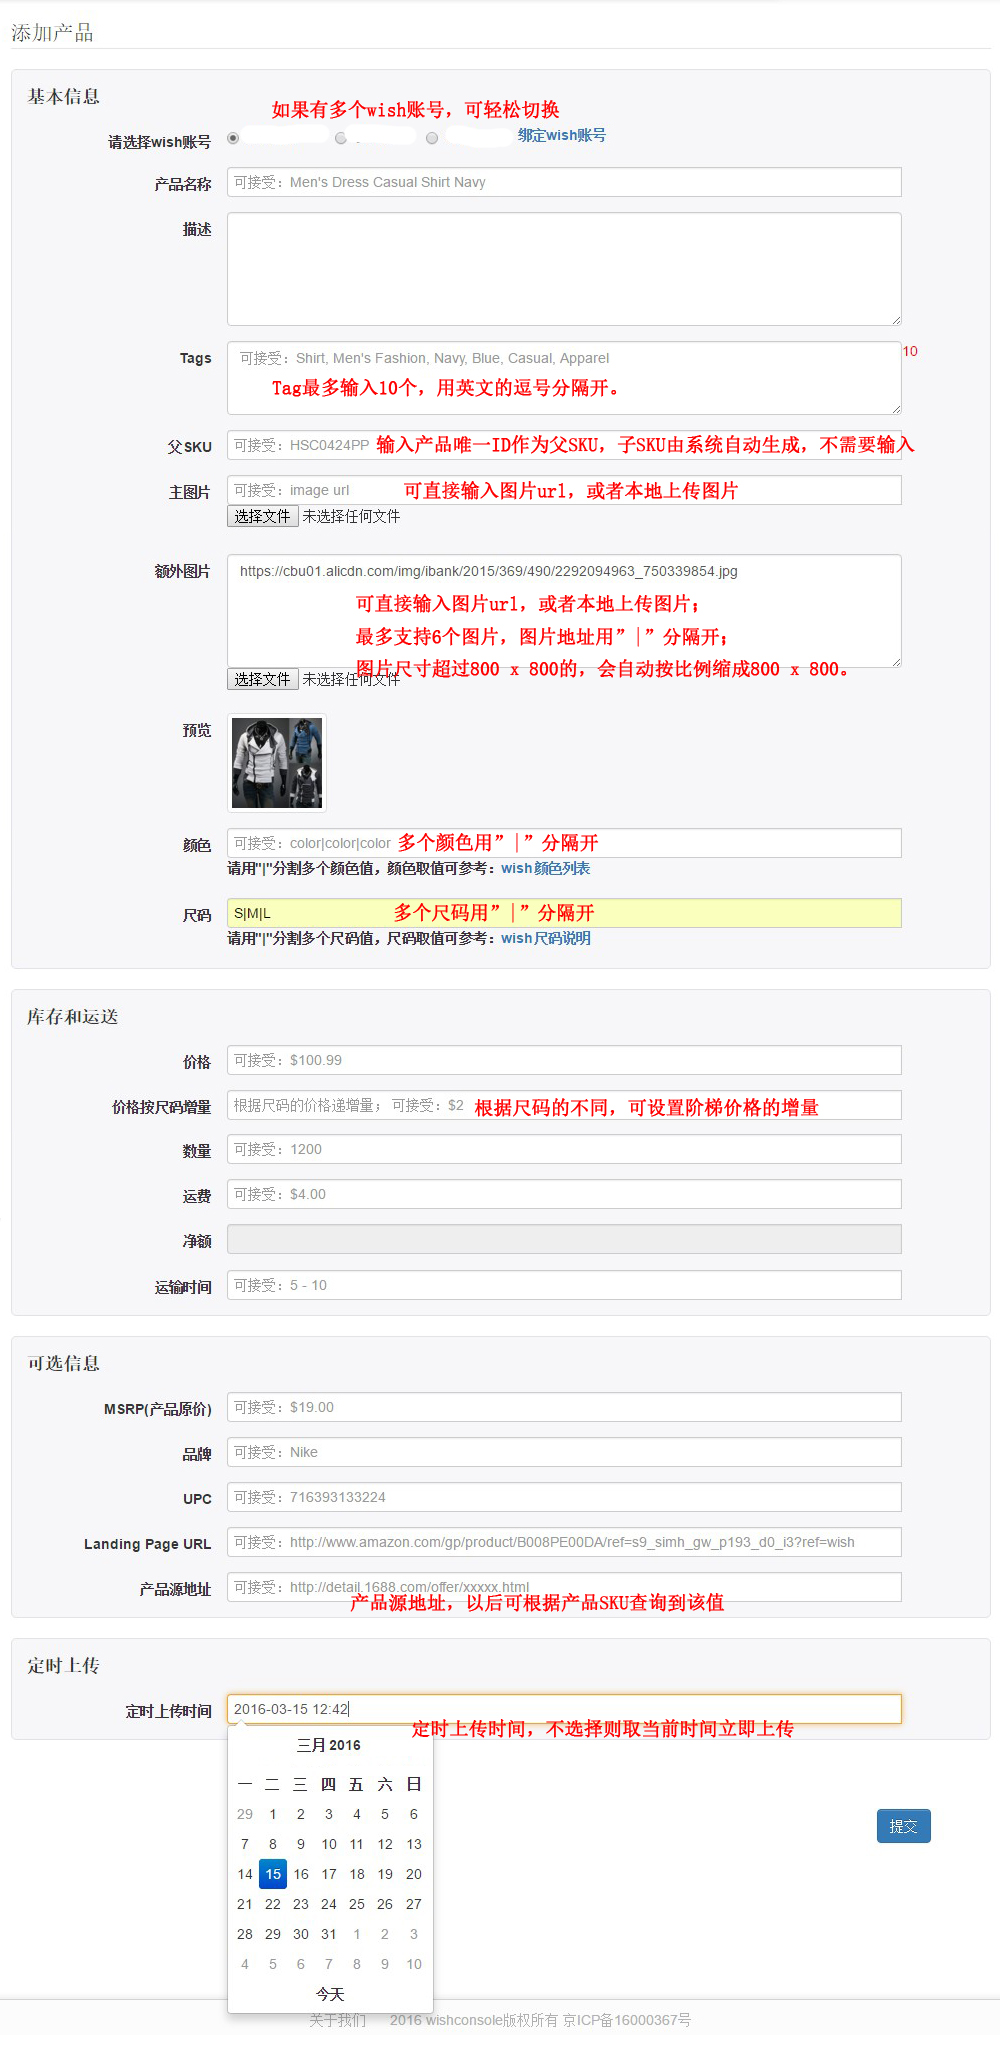 添加产品
基本信息
如果有多个wish账号，可轻松切换
请选择wish账号 绑定wish账号
产品名称 可接受：Men's Dress Casual Shirt Navy
描述
Tags 可接受：Shirt, Men's Fashion, Navy, Blue, Casual, Apparel 10
Tag最多输入10个，用英文的逗号分隔开。
父SKU 可接受：HSC0424PP 输入产品唯一ID作为父SKU，子SKU由系统自动生成，不需要输入
主图片 可接受：image url 可直接输入图片url，或者本地上传图片
选择文件 未选择任何文件
额外图片 https://cbu01.alicdn.com/img/ibank/2015/369/490/2292094963_750339854.jpg
可直接输入图片url，或者本地上传图片；
最多支持6个图片，图片地址用”|”分隔开；
图片尺寸超过800 x 800的，会自动按比例缩成800 x 800。
选择文件 未选择任何文件
预览
颜色 可接受：color|color|color 多个颜色用”|”分隔开
请用"|"分割多个颜色值，颜色取值可参考：wish颜色列表
尺码 S|M|L 多个尺码用”|”分隔开
请用"|"分割多个尺码值，尺码取值可参考：wish尺码说明
库存和运送
价格 可接受：$100.99
价格按尺码增量 根据尺码的价格递增量；可接受：$2 根据尺码的不同，可设置阶梯价格的增量
数量 可接受：1200
运费 可接受：$4.00
净额
运输时间 可接受：5 - 10
可选信息
MSRP(产品原价) 可接受：$19.00
品牌 可接受：Nike
UPC 可接受：716393133224
Landing Page URL 可接受：http://www.amazon.com/gp/product/B008PE00DA/ref=s9_simh_gw_p193_d0_i3?ref=wish
产品源地址 可接受：http://detail.1688.com/offer/xxxxx.html
产品源地址，以后可根据产品SKU查询到该值
定时上传
定时上传时间 2016-03-15 12:42
定时上传时间，不选择则取当前时间立即上传
三月 2016
一 二 三 四 五 六 日
29 1 2 3 4 5 6
7 8 9 10 11 12 13
14 15 16 17 18 19 20
21 22 23 24 25 26 27
28 29 30 31 1 2 3
4 5 6 7 8 9 10
今天
提交
关于我们 2016 wishconsole版权所有 京ICP备16000367号